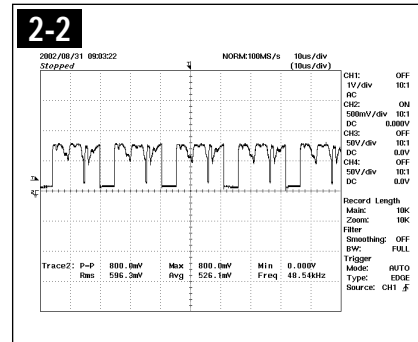 2-2
2002/08/31 09:03:22 NORM:100MS/s 10us/div
Stopped (10us/div)
CH1: OFF
1V/div 10:1
AC
CH2: ON
500mV/div 10:1
DC 0.000V
CH3: OFF
50V/div 10:1
DC 0.0V
CH4: OFF
50V/div 10:1
DC 0.0V
Record Length
Main: 10K
Zoom: 10K
Filter
Smoothing: OFF
BW: FULL
Trigger
Mode: AUTO
Type: EDGE
Source: CH1
Trace2: P-P 800.0mV Max 800.0mV Min 0.000V
Rms 596.3mV Avg 526.1mV Freq 48.54kHz